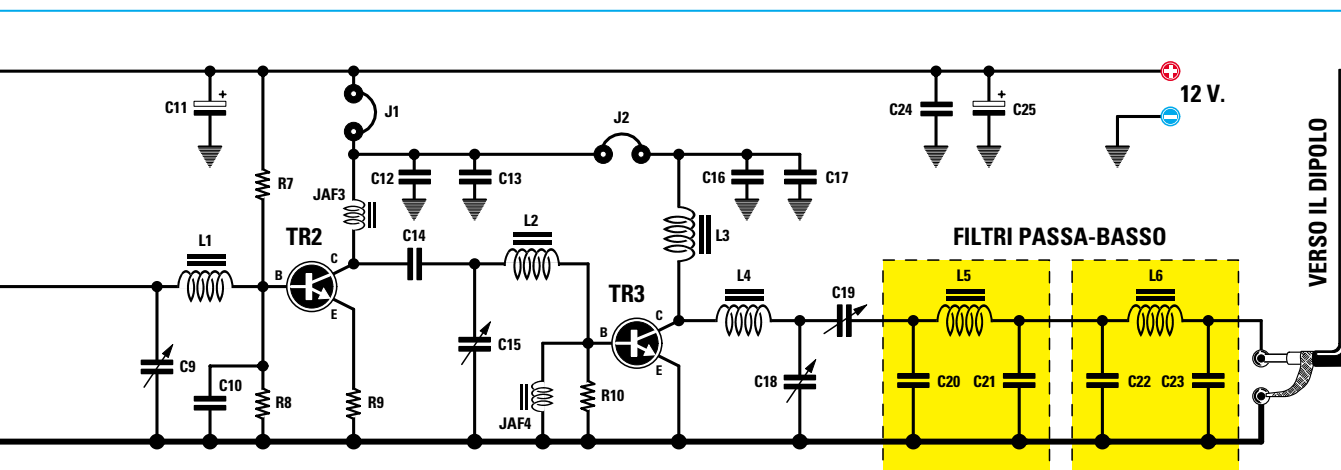 C11
+
R7
J1
C12
C13
J2
C16
C17
C24
+
C25
+
12 V.
−
JAF3
L1
TR2
B
C
E
C14
L2
TR3
B
C
E
L3
L4
C19
FILTRI PASSA-BASSO
L5
L6
VERSO IL DIPOLO
C9
C10
R8
R9
C15
JAF4
R10
C18
C20
C21
C22
C23